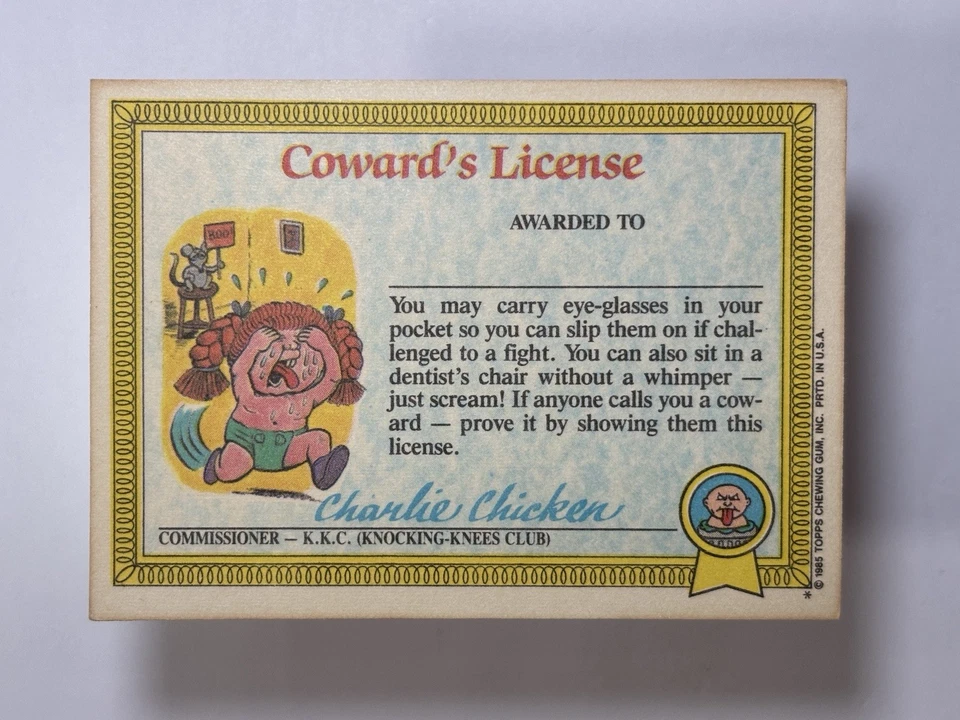 Coward's License
AWARDED TO
BOO!
You may carry eye-glasses in your
pocket so you can slip them on if chal-
lenged to a fight. You can also sit in a
dentist's chair without a whimper —
just scream! If anyone calls you a cow-
ard — prove it by showing them this
license.
Charlie Chicken
COMMISSIONER — K.K.C. (KNOCKING-KNEES CLUB)
* © 1985 TOPPS CHEWING GUM, INC. PRTD. IN U.S.A.